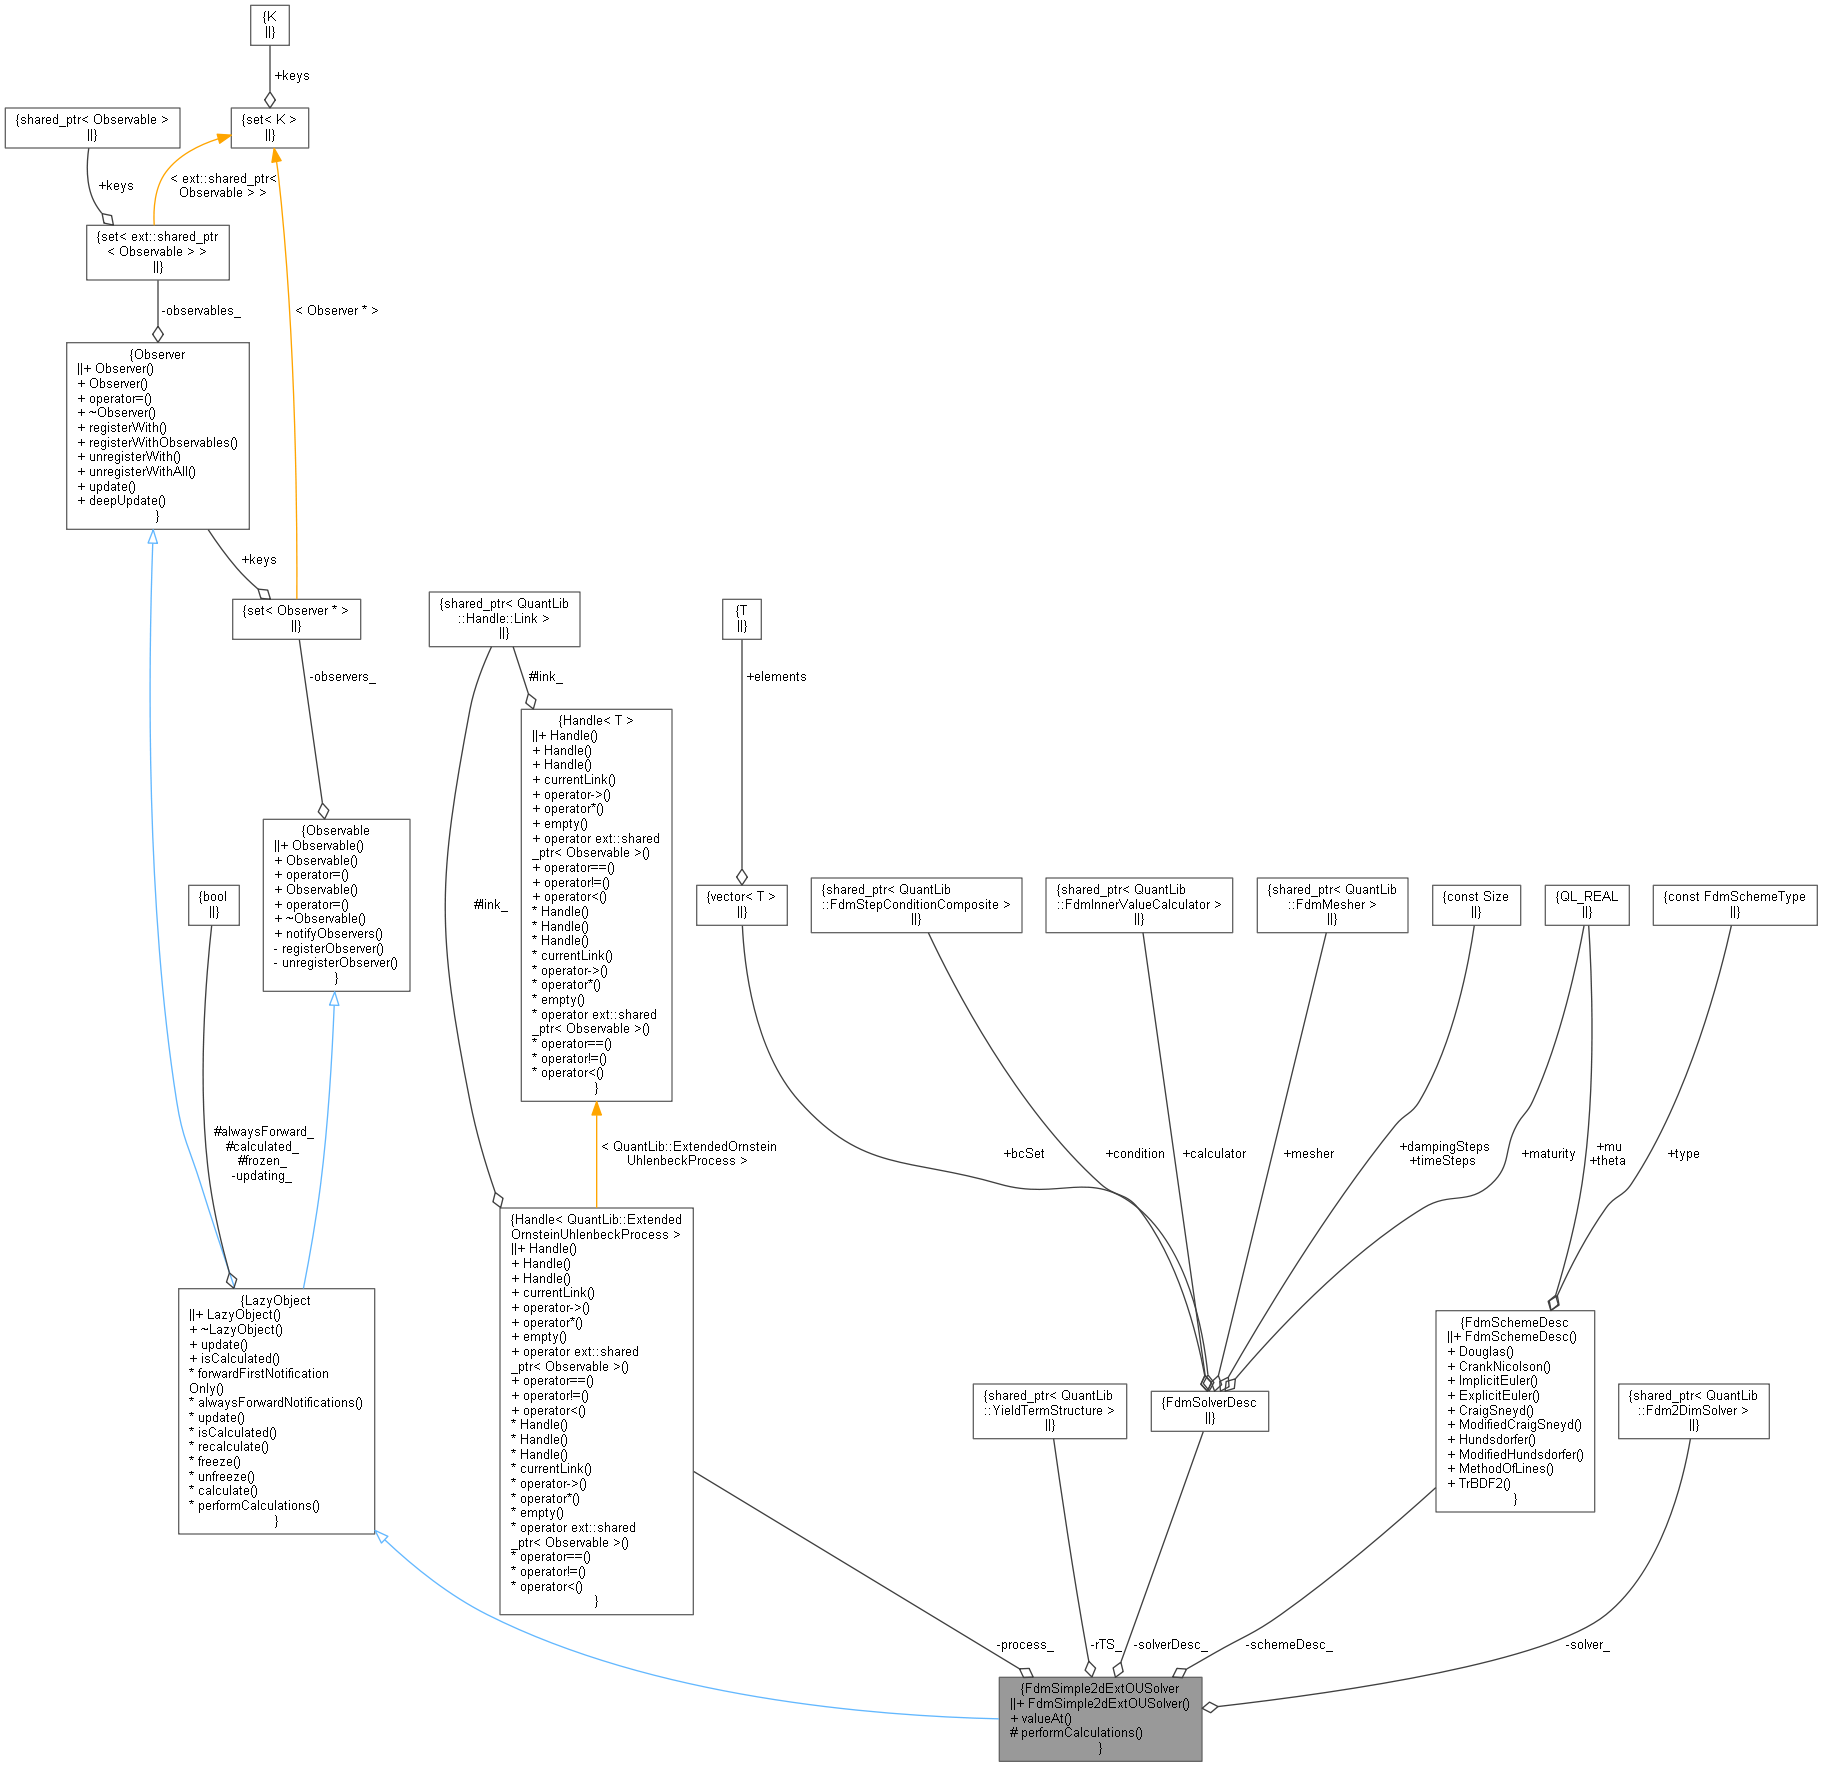 {K
||}
+keys
{shared_ptr< Observable >
||}
{set< K >
||}
+keys
< ext::shared_ptr<
Observable > >
{set< ext::shared_ptr
< Observable > >
||}
-observables_
< Observer * >
{Observer
||+ Observer()
+ Observer()
+ operator=()
+ ~Observer()
+ registerWith()
+ registerWithObservables()
+ unregisterWith()
+ unregisterWithAll()
+ update()
+ deepUpdate()
}
+keys
{set< Observer * >
||}
-observers_
{shared_ptr< QuantLib
::Handle::Link >
||}
#link_
{T
||}
+elements
{Handle< T >
||+ Handle()
+ Handle()
+ Handle()
+ currentLink()
+ operator->()
+ operator*()
+ empty()
+ operator ext::shared
_ptr< Observable >()
+ operator==()
+ operator!=()
+ operator<()
* Handle()
* Handle()
* Handle()
* currentLink()
* operator->()
* operator*()
* empty()
* operator ext::shared
_ptr< Observable >()
* operator==()
* operator!=()
* operator<()
}
{Observable
||+ Observable()
+ Observable()
+ operator=()
+ Observable()
+ operator=()
+ ~Observable()
+ notifyObservers()
- registerObserver()
- unregisterObserver()
}
{bool
||}
#link_
{vector< T >
||}
{shared_ptr< QuantLib
::FdmStepConditionComposite >
||}
{shared_ptr< QuantLib
::FdmInnerValueCalculator >
||}
{shared_ptr< QuantLib
::FdmMesher >
||}
{const Size
||}
{QL_REAL
||}
{const FdmSchemeType
||}
#alwaysForward_
#calculated_
#frozen_
-updating_
< QuantLib::ExtendedOrnstein
UhlenbeckProcess >
+bcSet
+condition
+calculator
+mesher
+dampingSteps
+timeSteps
+maturity
+mu
+theta
+type
{Handle< QuantLib::Extended
OrnsteinUhlenbeckProcess >
||+ Handle()
+ Handle()
+ Handle()
+ currentLink()
+ operator->()
+ operator*()
+ empty()
+ operator ext::shared
_ptr< Observable >()
+ operator==()
+ operator!=()
+ operator<()
* Handle()
* Handle()
* Handle()
* currentLink()
* operator->()
* operator*()
* empty()
* operator ext::shared
_ptr< Observable >()
* operator==()
* operator!=()
* operator<()
}
{LazyObject
||+ LazyObject()
+ ~LazyObject()
+ update()
+ isCalculated()
* forwardFirstNotification
Only()
* alwaysForwardNotifications()
* update()
* isCalculated()
* recalculate()
* freeze()
* unfreeze()
* calculate()
* performCalculations()
}
{shared_ptr< QuantLib
::YieldTermStructure >
||}
{FdmSolverDesc
||}
{FdmSchemeDesc
||+ FdmSchemeDesc()
+ Douglas()
+ CrankNicolson()
+ ImplicitEuler()
+ ExplicitEuler()
+ CraigSneyd()
+ ModifiedCraigSneyd()
+ Hundsdorfer()
+ ModifiedHundsdorfer()
+ MethodOfLines()
+ TrBDF2()
}
{shared_ptr< QuantLib
::Fdm2DimSolver >
||}
-process_
-rTS_
-solverDesc_
-schemeDesc_
-solver_
{FdmSimple2dExtOUSolver
||+ FdmSimple2dExtOUSolver()
+ valueAt()
# performCalculations()
}